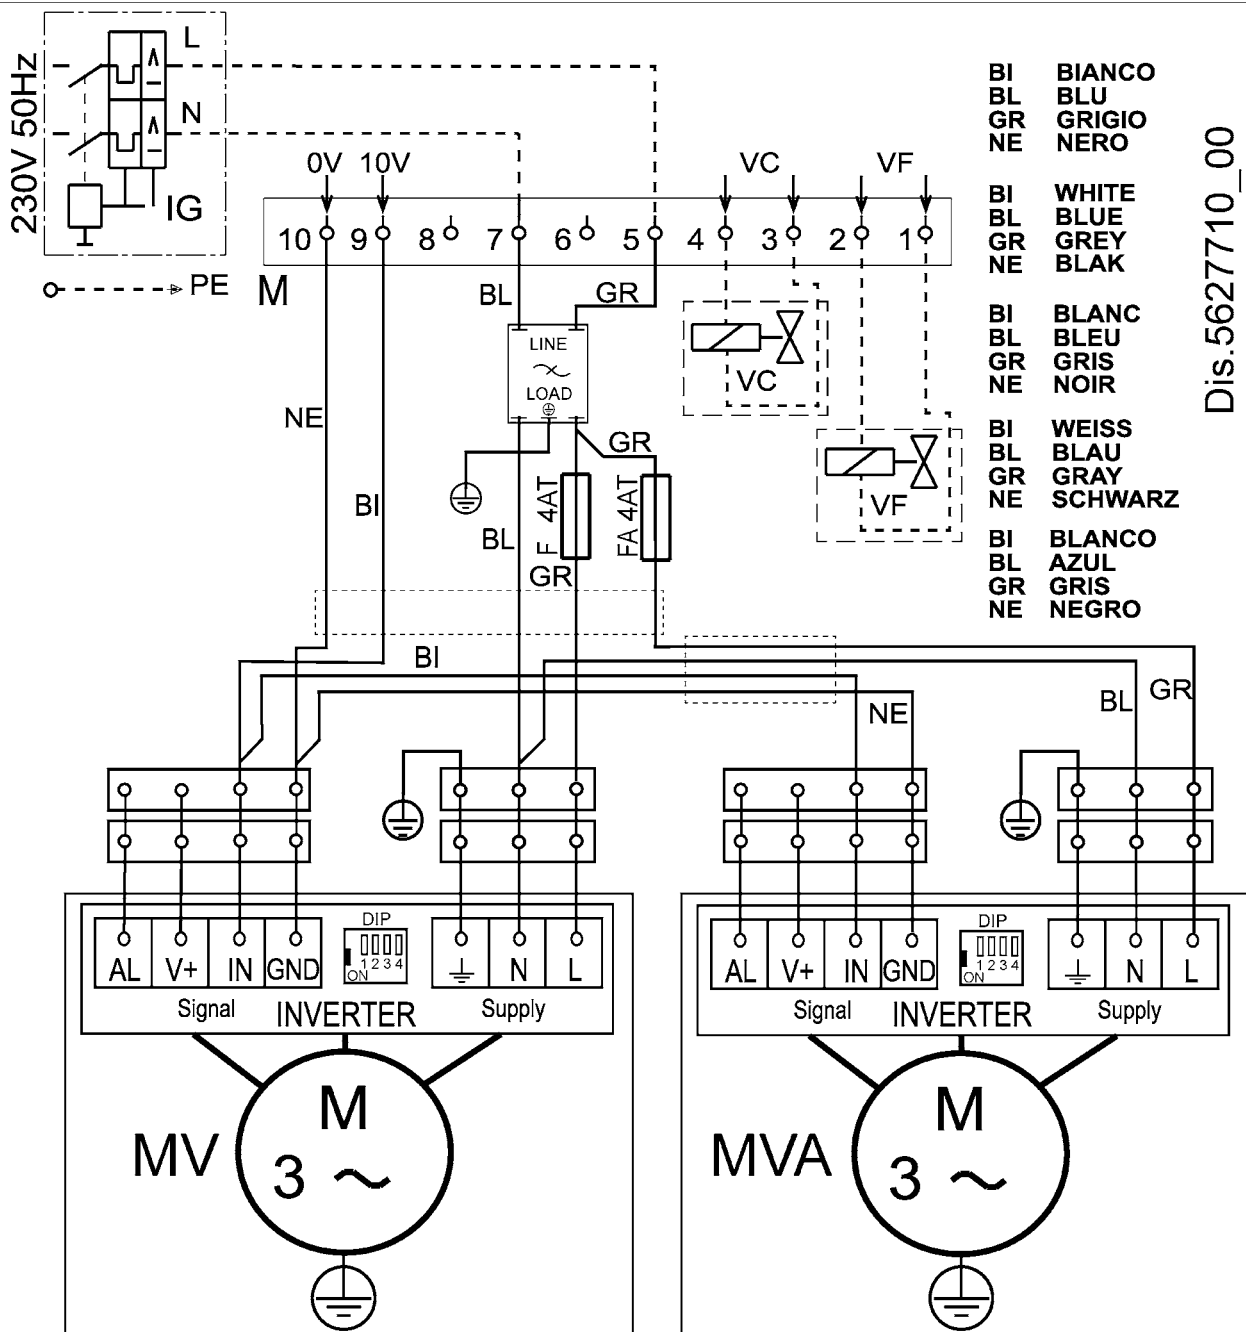 230V 50Hz
L
N
IG
PE
0V 10V
VC
VF
10 9 8 7 6 5 4 3 2 1
M
BL
GR
LINE
LOAD
VC
VF
NE
BI
GR
BL
F 4AT
FA 4AT
GR
BI BIANCO
BL BLU
GR GRIGIO
NE NERO
BI WHITE
BL BLUE
GR GREY
NE BLAK
BI BLANC
BL BLEU
GR GRIS
NE NOIR
BI WEISS
BL BLAU
GR GRAY
NE SCHWARZ
BI BLANCO
BL AZUL
GR GRIS
NE NEGRO
Dis.5627710_00
BI
NE
BL
GR
AL V+ IN GND
DIP
1 2 3 4
ON
N L
Signal
INVERTER
Supply
AL V+ IN GND
DIP
1 2 3 4
ON
N L
Signal
INVERTER
Supply
MV
M
3 ~
MVA
M
3 ~